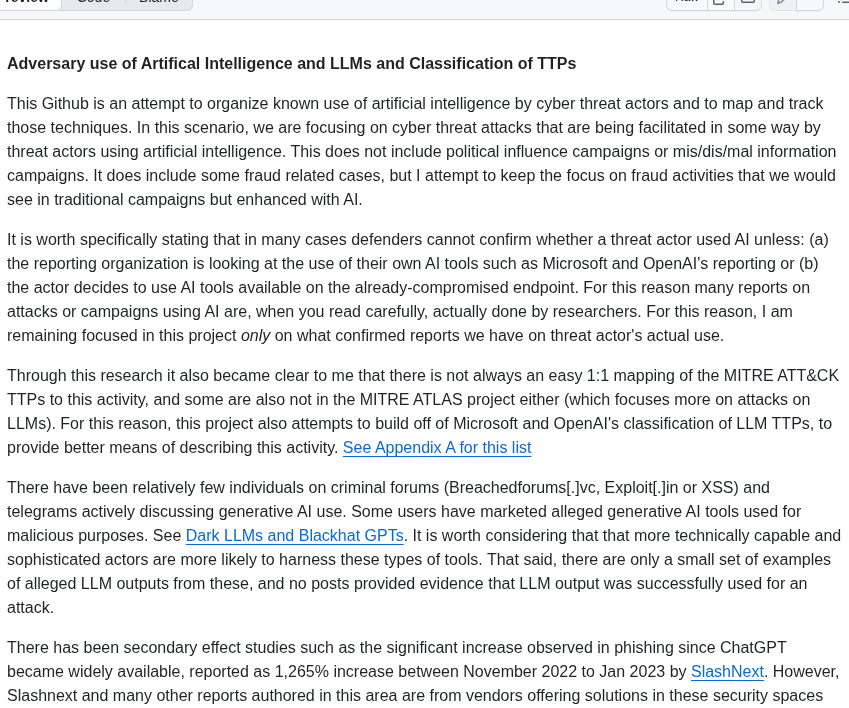 Code
Adversary use of Artifical Intelligence and LLMs and Classification of TTPs
This Github is an attempt to organize known use of artificial intelligence by cyber threat actors and to map and track
those techniques. In this scenario, we are focusing on cyber threat attacks that are being facilitated in some way by
threat actors using artificial intelligence. This does not include political influence campaigns or mis/dis/mal information
campaigns. It does include some fraud related cases, but I attempt to keep the focus on fraud activities that we would
see in traditional campaigns but enhanced with AI.
It is worth specifically stating that in many cases defenders cannot confirm whether a threat actor used AI unless: (a)
the reporting organization is looking at the use of their own AI tools such as Microsoft and OpenAI's reporting or (b)
the actor decides to use AI tools available on the already-compromised endpoint. For this reason many reports on
attacks or campaigns using AI are, when you read carefully, actually done by researchers. For this reason, I am
remaining focused in this project only on what confirmed reports we have on threat actor's actual use.
Through this research it also became clear to me that there is not always an easy 1:1 mapping of the MITRE ATT&CK
TTPs to this activity, and some are also not in the MITRE ATLAS project either (which focuses more on attacks on
LLMs). For this reason, this project also attempts to build off of Microsoft and OpenAI's classification of LLM TTPs, to
provide better means of describing this activity. See Appendix A for this list
There have been relatively few individuals on criminal forums (Breachedforums[.]vc, Exploit[.]in or XSS) and
telegrams actively discussing generative AI use. Some users have marketed alleged generative AI tools used for
malicious purposes. See Dark LLMs and Blackhat GPTs. It is worth considering that that more technically capable and
sophisticated actors are more likely to harness these types of tools. That said, there are only a small set of examples
of alleged LLM outputs from these, and no posts provided evidence that LLM output was successfully used for an
attack.
There has been secondary effect studies such as the significant increase observed in phishing since ChatGPT
became widely available, reported as 1,265% increase between November 2022 to Jan 2023 by SlashNext. However,
Slashnext and many other reports authored in this area are from vendors offering solutions in these security spaces